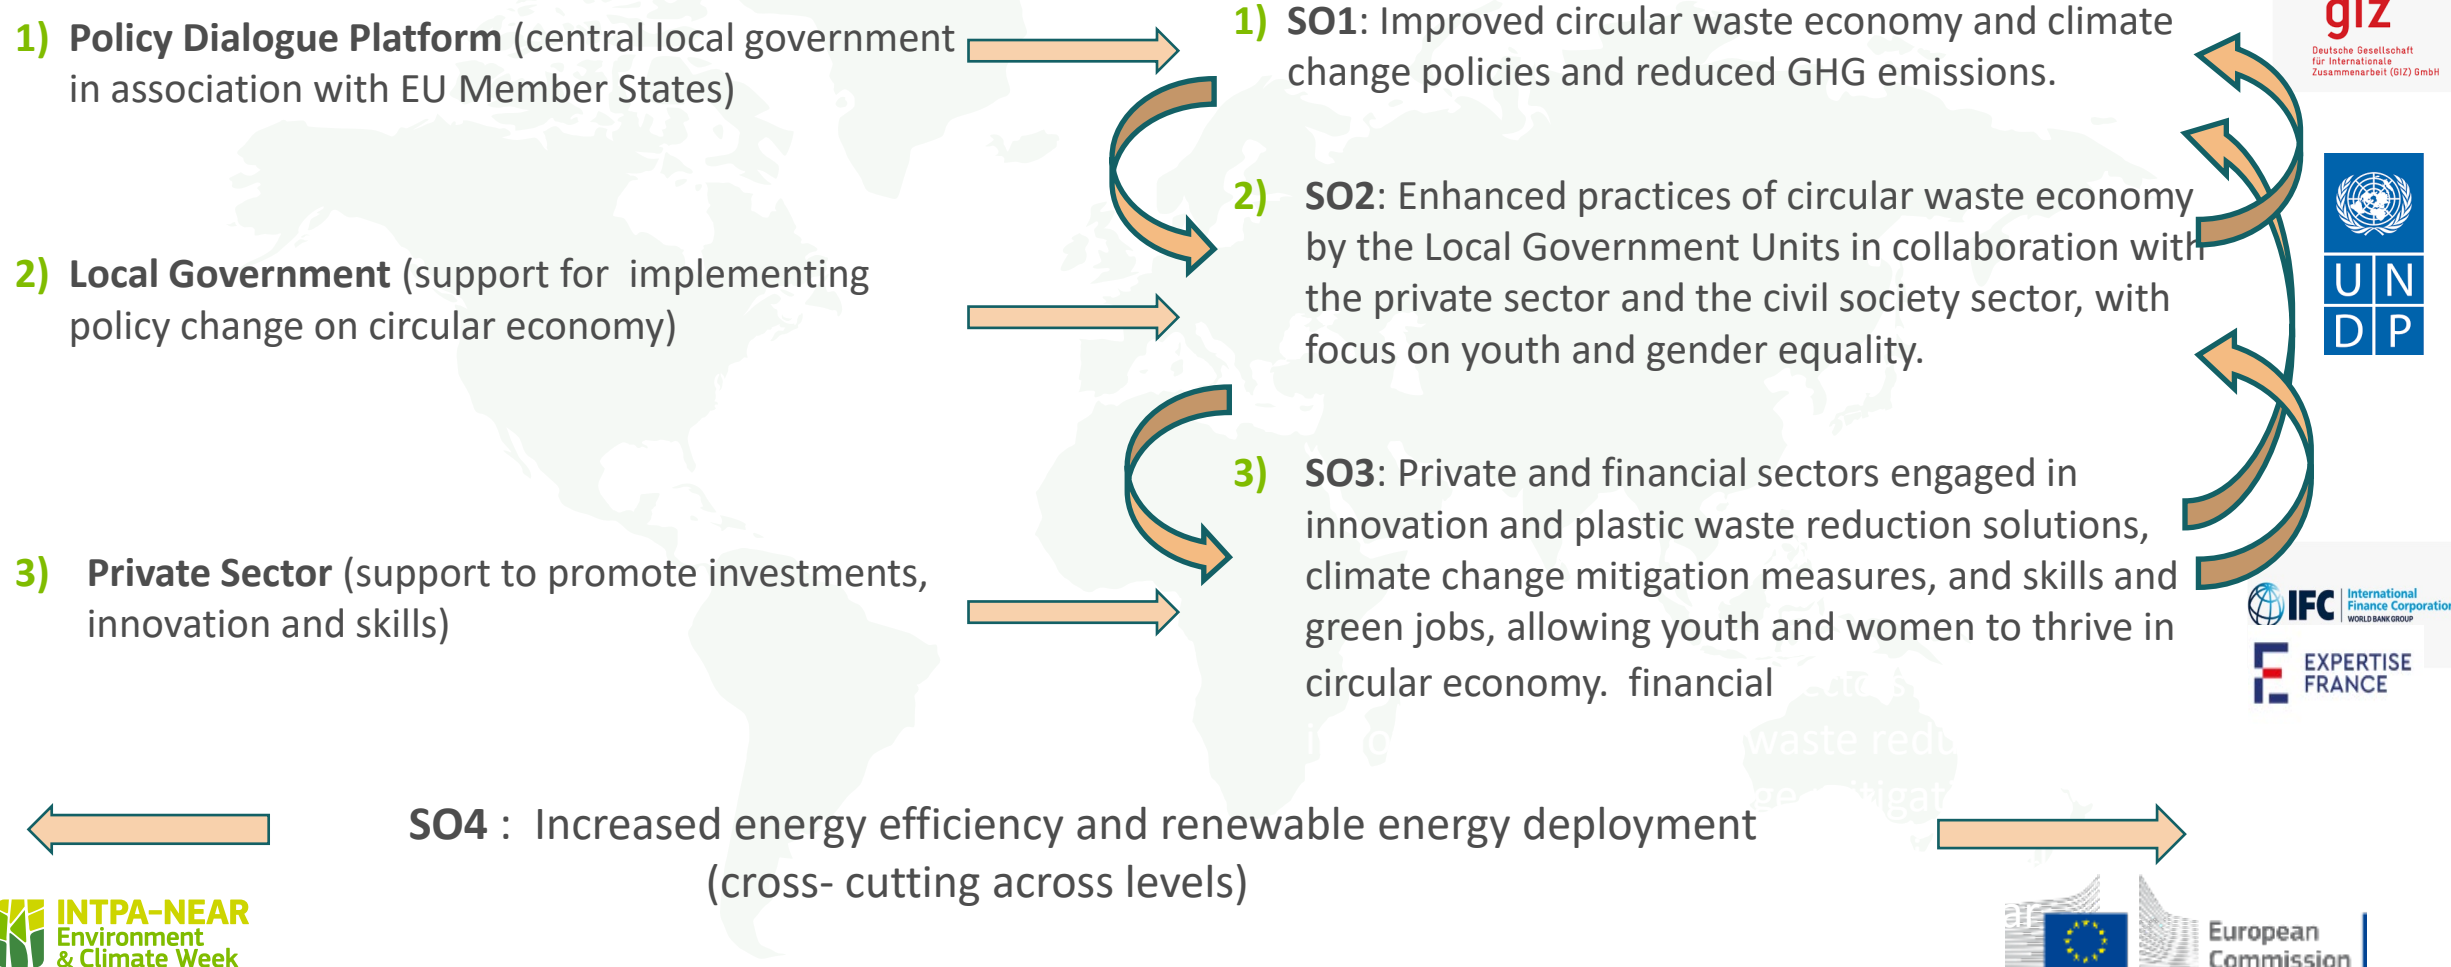 1) Policy Dialogue Platform (central local government
in association with EU Member States)
2) Local Government (support for implementing
policy change on circular economy)
3) Private Sector (support to promote investments,
innovation and skills)
1) SO1: Improved circular waste economy and climate
change policies and reduced GHG emissions.
2) SO2: Enhanced practices of circular waste economy
by the Local Government Units in collaboration with
the private sector and the civil society sector, with
focus on youth and gender equality.
3) SO3: Private and financial sectors engaged in
innovation and plastic waste reduction solutions,
climate change mitigation measures, and skills and
green jobs, allowing youth and women to thrive in
circular economy. financial
waste
SO4 : Increased energy efficiency and renewable energy deployment
(cross- cutting across levels)
giz
Deutsche Gesellschaft
für Internationale
Zusammenarbeit (GIZ) GmbH
U N
D P
IFC International
Finance Corporation
WORLD BANK GROUP
EXPERTISE
FRANCE
INTPA-NEAR
Environment
& Climate Week
European
Commission